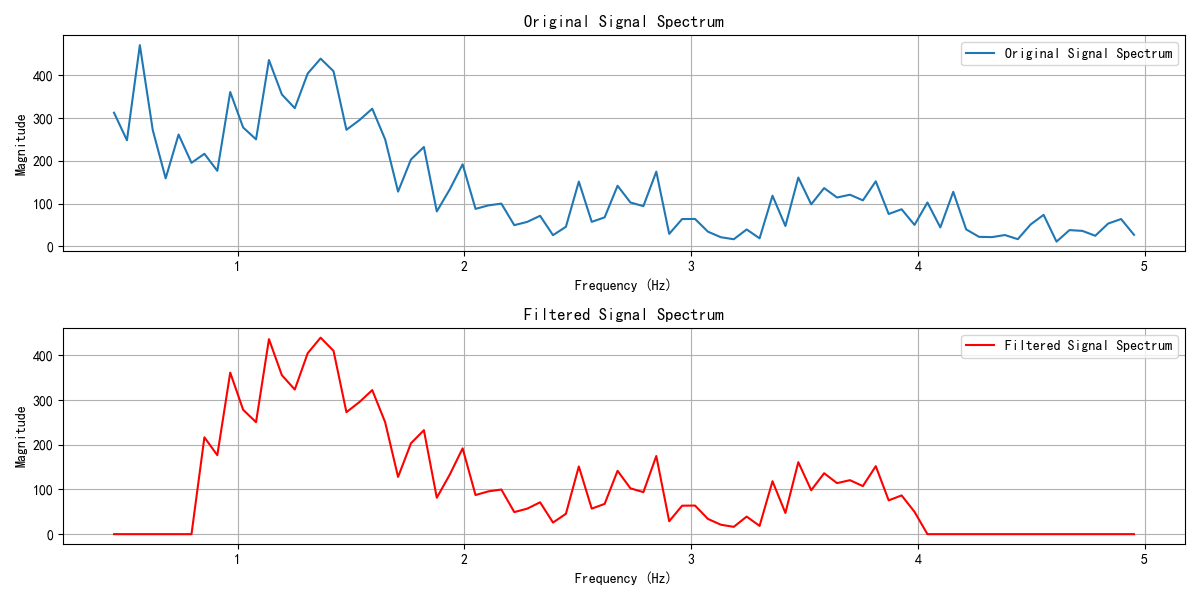 Original Signal Spectrum
Original Signal Spectrum
Magnitude
400
300
200
100
0
1
2
3
4
5
Frequency (Hz)
Filtered Signal Spectrum
Filtered Signal Spectrum
Magnitude
400
300
200
100
0
1
2
3
4
5
Frequency (Hz)